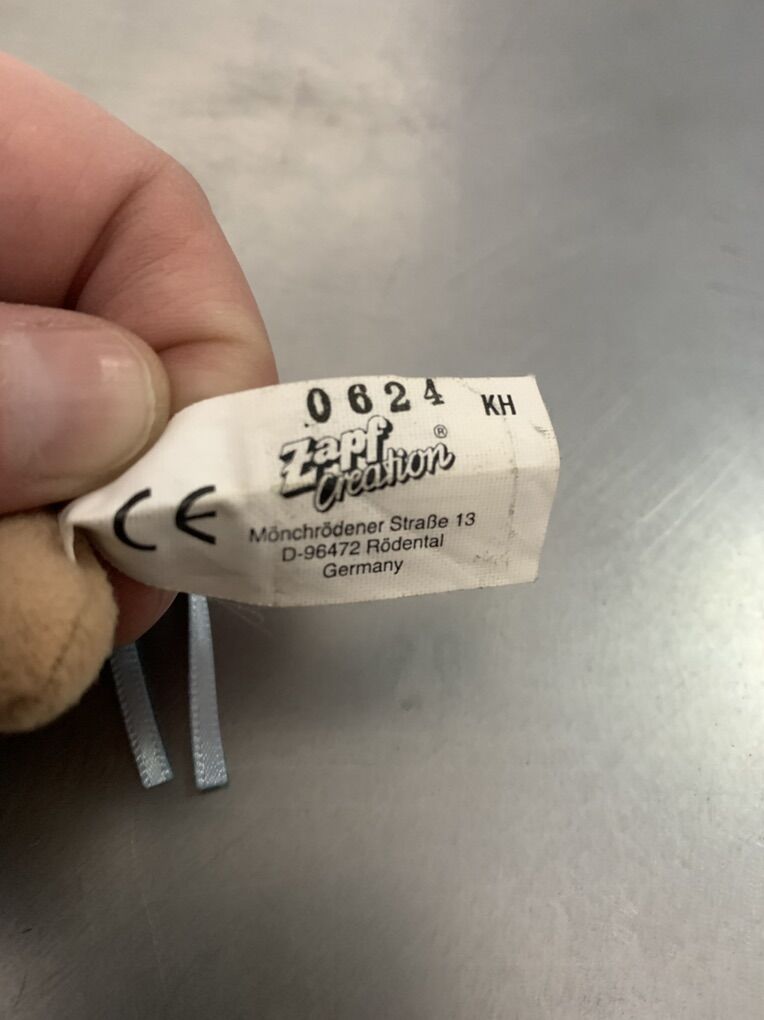 0624 KH
Zapf
Creation ®
CE
Mönchrödener Straße 13
D-96472 Rödental
Germany